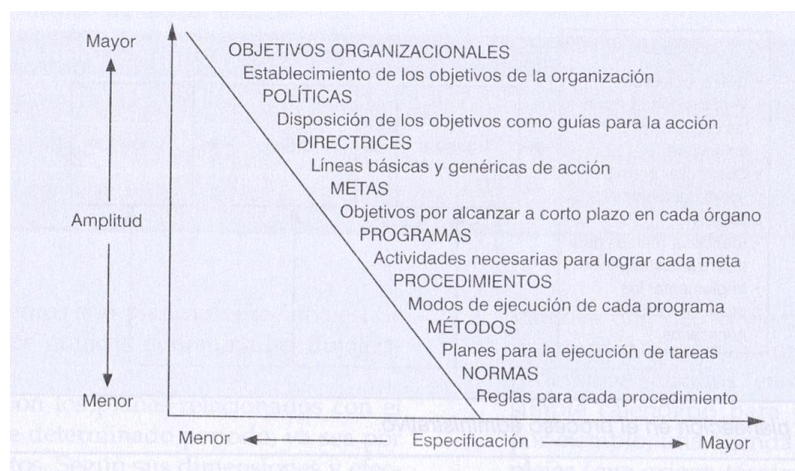 Mayor
OBJETIVOS ORGANIZACIONALES
Establecimiento de los objetivos de la organización
POLÍTICAS
Disposición de los objetivos como guías para la acción
DIRECTRICES
Líneas básicas y genéricas de acción
METAS
Amplitud
Objetivos por alcanzar a corto plazo en cada órgano
PROGRAMAS
Actividades necesarias para lograr cada meta
PROCEDIMIENTOS
Modos de ejecución de cada programa
MÉTODOS
Planes para la ejecución de tareas
NORMAS
Menor
Reglas para cada procedimiento
Menor Especificación Mayor